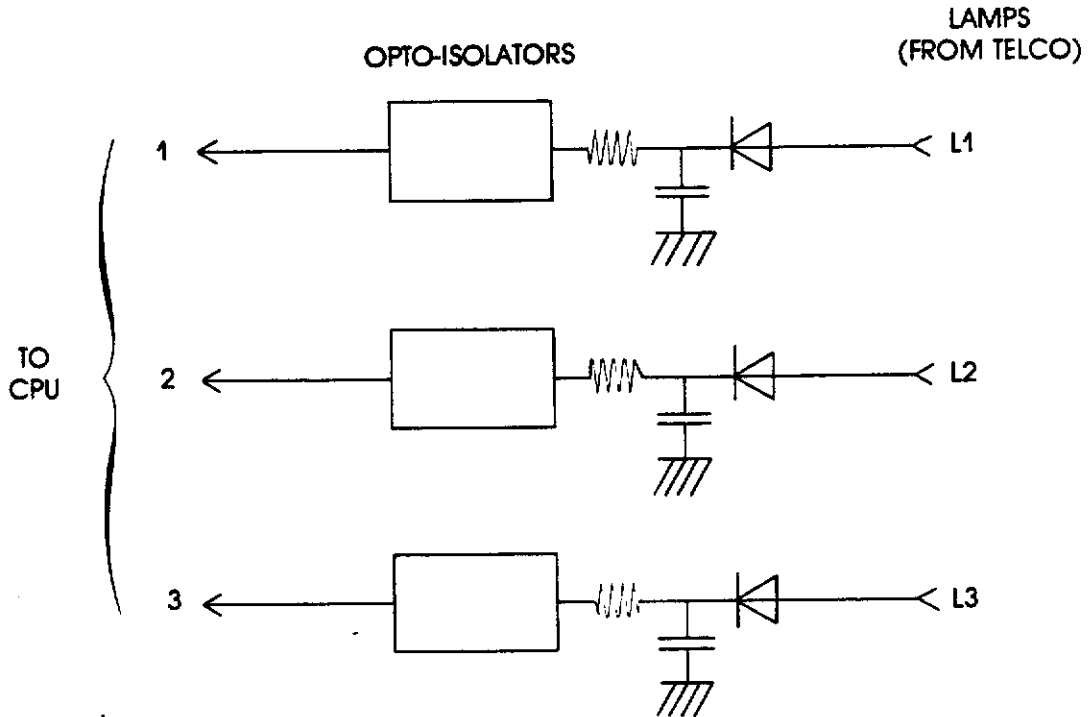 LAMPS
(FROM TELCO)
OPTO-ISOLATORS
1
L1
TO
CPU
2
L2
3
L3